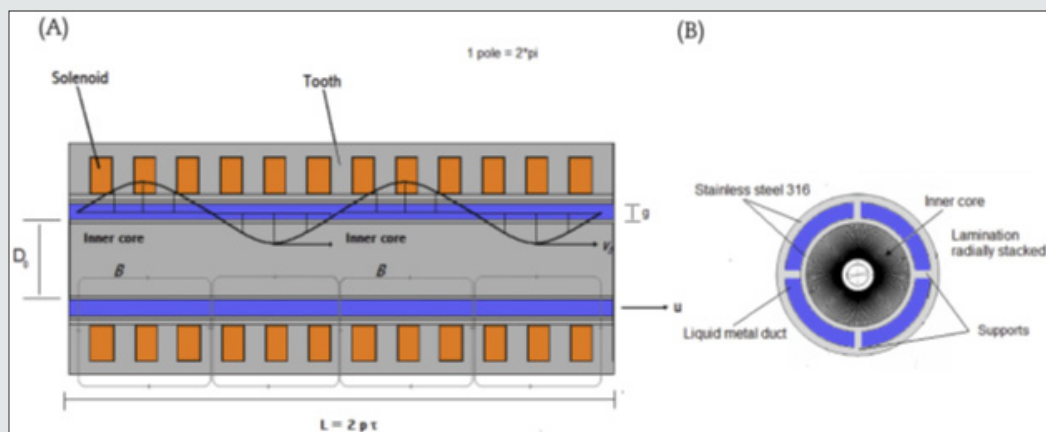 (A)
1 pole = 2*pi
Solenoid
Tooth
g
Inner core
Inner core
D
B
B
u
L = 2 p τ
(B)
Stainless steel 316
Inner core
Lamination
radially stacked
Liquid metal duct
Supports